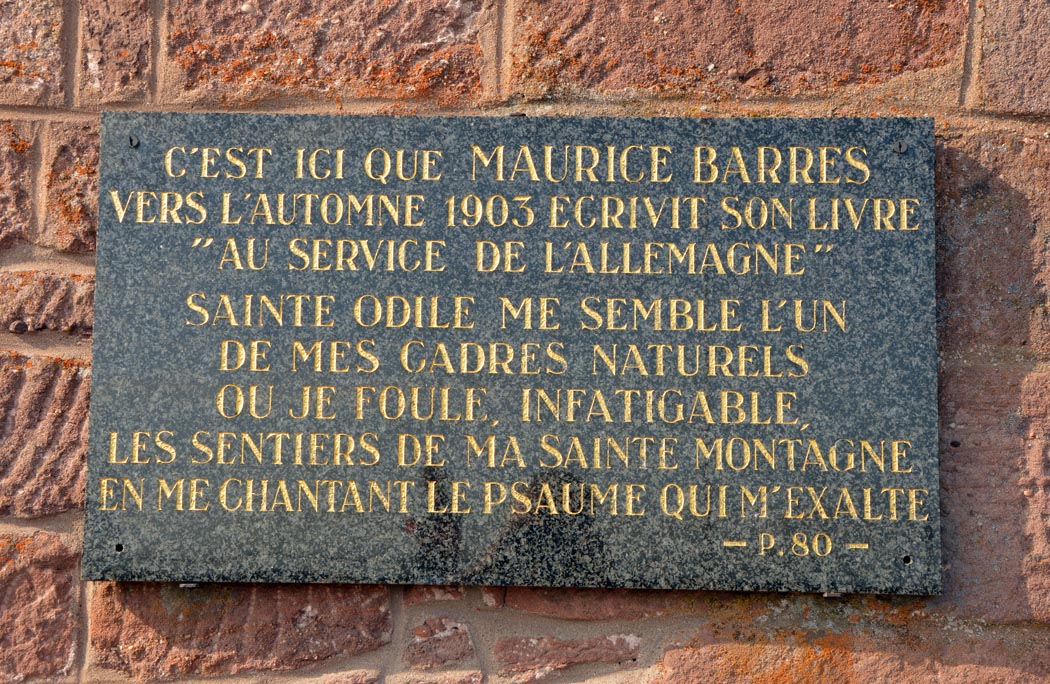 C'EST ICI QUE MAURICE BARRES
VERS L'AUTOMNE 1903 ECRIVIT SON LIVRE
"AU SERVICE DE L'ALLEMAGNE"
SAINTE ODILE ME SEMBLE L'UN
DE MES CADRES NATURELS
OU JE FOULE, INFATIGABLE,
LES SENTIERS DE MA SAINTE MONTAGNE
EN ME CHANTANT LE PSAUME QUI M'EXALTE
— P.80 —